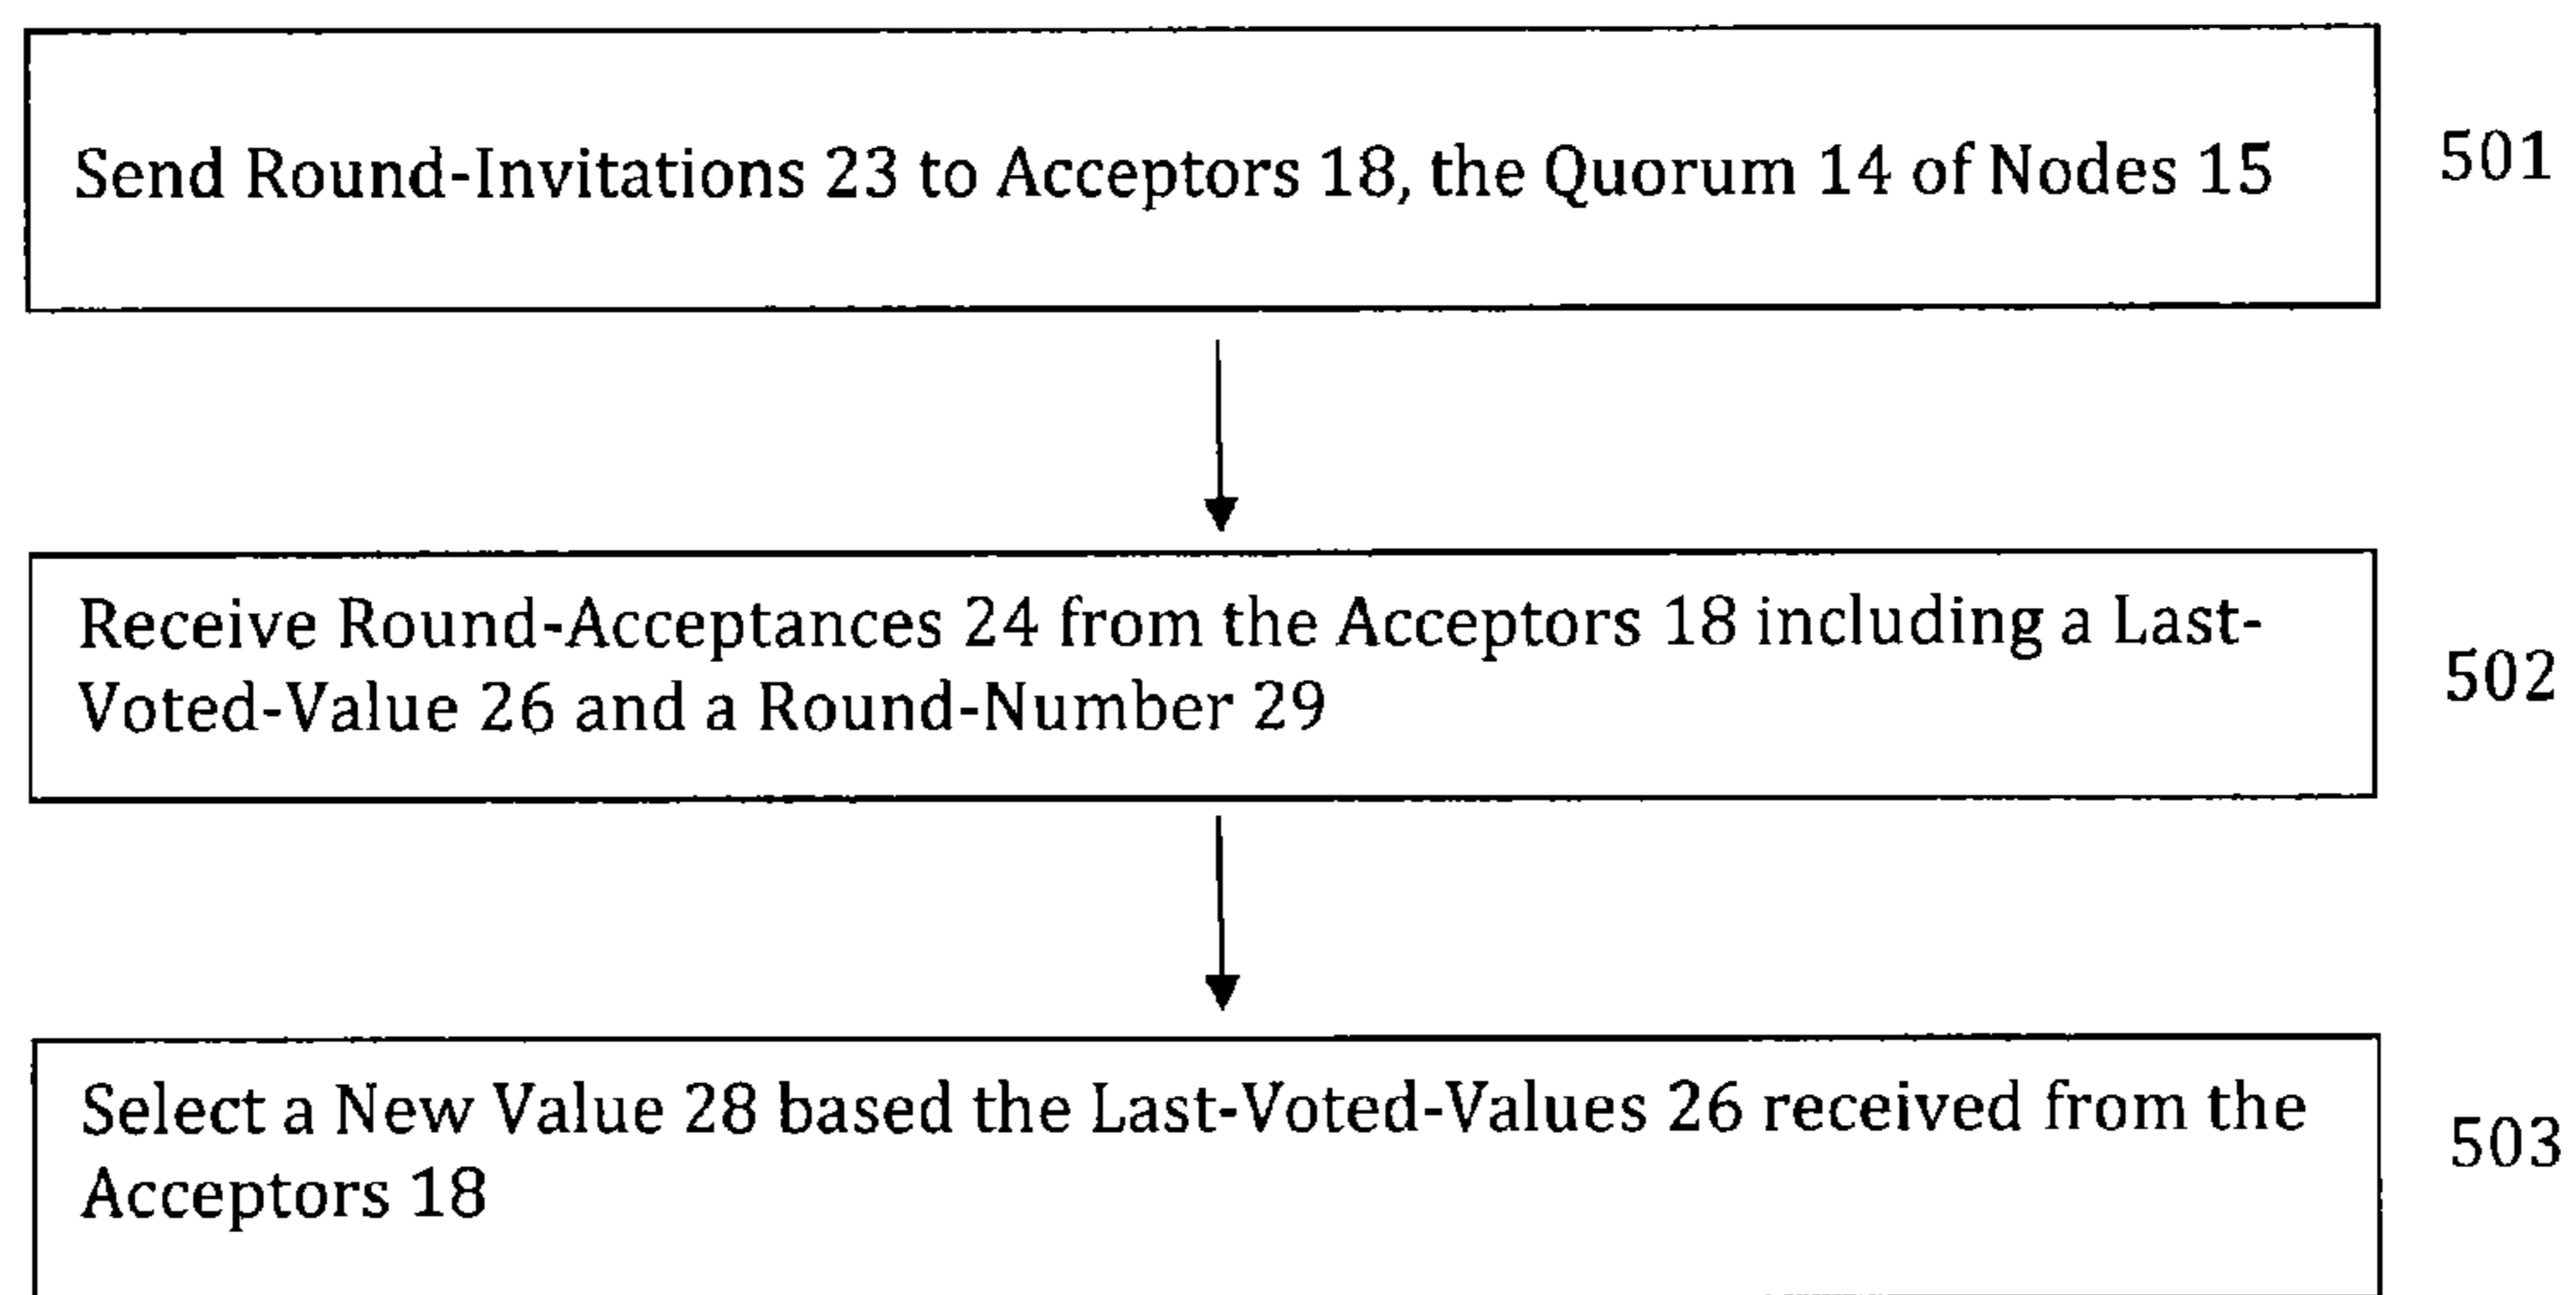 Send Round-Invitations 23 to Acceptors 18, the Quorum 14 of Nodes 15
501
Receive Round-Acceptances 24 from the Acceptors 18 including a Last-
Voted-Value 26 and a Round-Number 29
502
Select a New Value 28 based the Last-Voted-Values 26 received from the
Acceptors 18
503